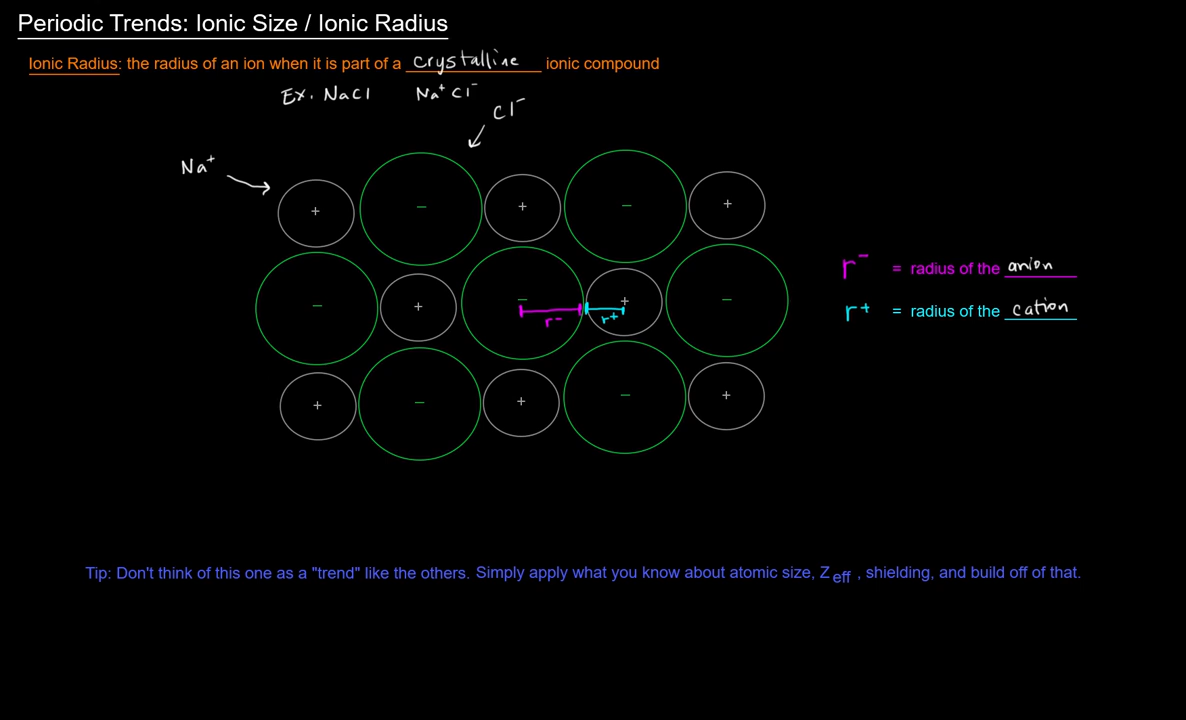 Periodic Trends: Ionic Size / Ionic Radius
Ionic Radius: the radius of an ion when it is part of a crystalline ionic compound
Ex. NaCl Na⁺Cl⁻
Cl⁻
Na⁺
+ − + − +
− + − + −
r⁻ r⁺
+ − + − +
r⁻ = radius of the anion
r⁺ = radius of the cation
Tip: Don't think of this one as a "trend" like the others. Simply apply what you know about atomic size, Z eff , shielding, and build off of that.